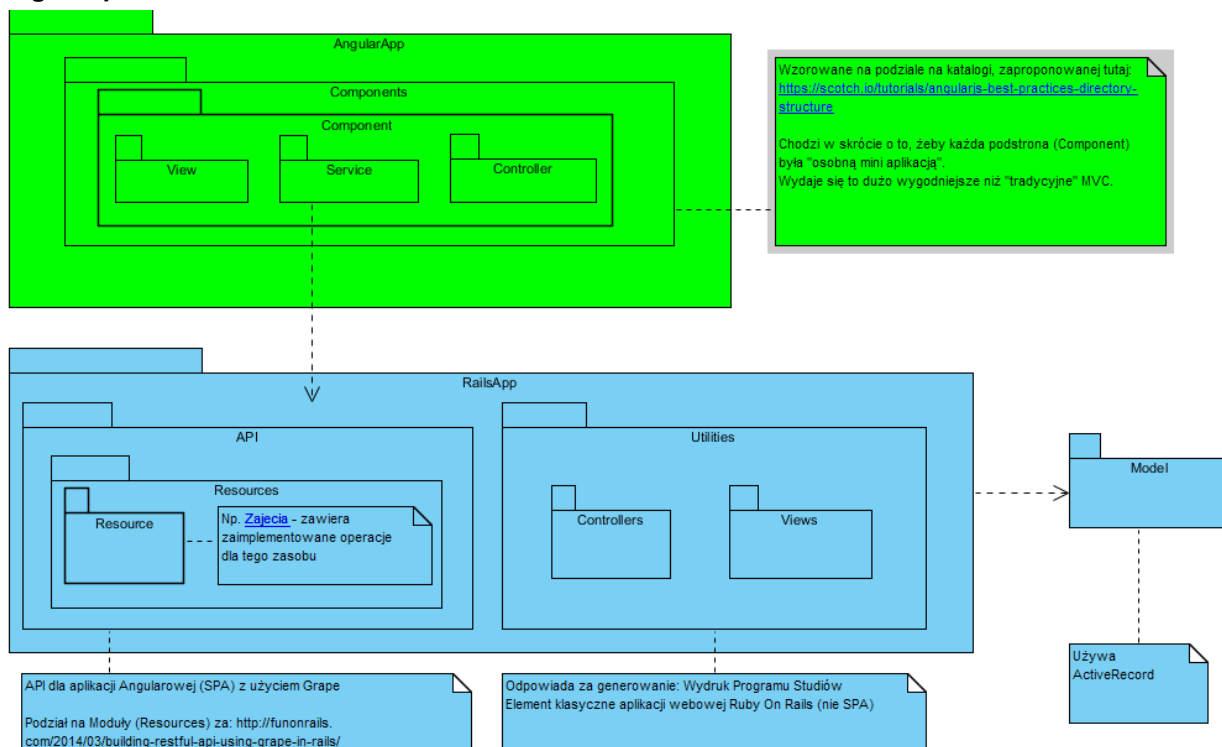 AngularApp
Components
Component
View
Service
Controller
Wzorowane na podziale na katalogi, zaproponowanej tutaj:
https://scotch.io/tutorials/angularjs-best-practices-directory-
structure
Chodzi w skrócie o to, żeby każda podstrona (Component)
była "osobną mini aplikacją".
Wydaje się to dużo wygodniejsze niż "tradycyjne" MVC.
RailsApp
API
Resources
Resource
Np. Zajecia - zawiera
zaimplementowane operacje
dla tego zasobu
Utilities
Controllers
Views
Model
Używa
ActiveRecord
API dla aplikacji Angularowej (SPA) z użyciem Grape
Podział na Moduły (Resources) za: http://funonrails.
com/2014/03/building-restful-api-using-grape-in-rails/
Odpowiada za generowanie: Wydruk Programu Studiów
Element klasyczne aplikacji webowej Ruby On Rails (nie SPA)